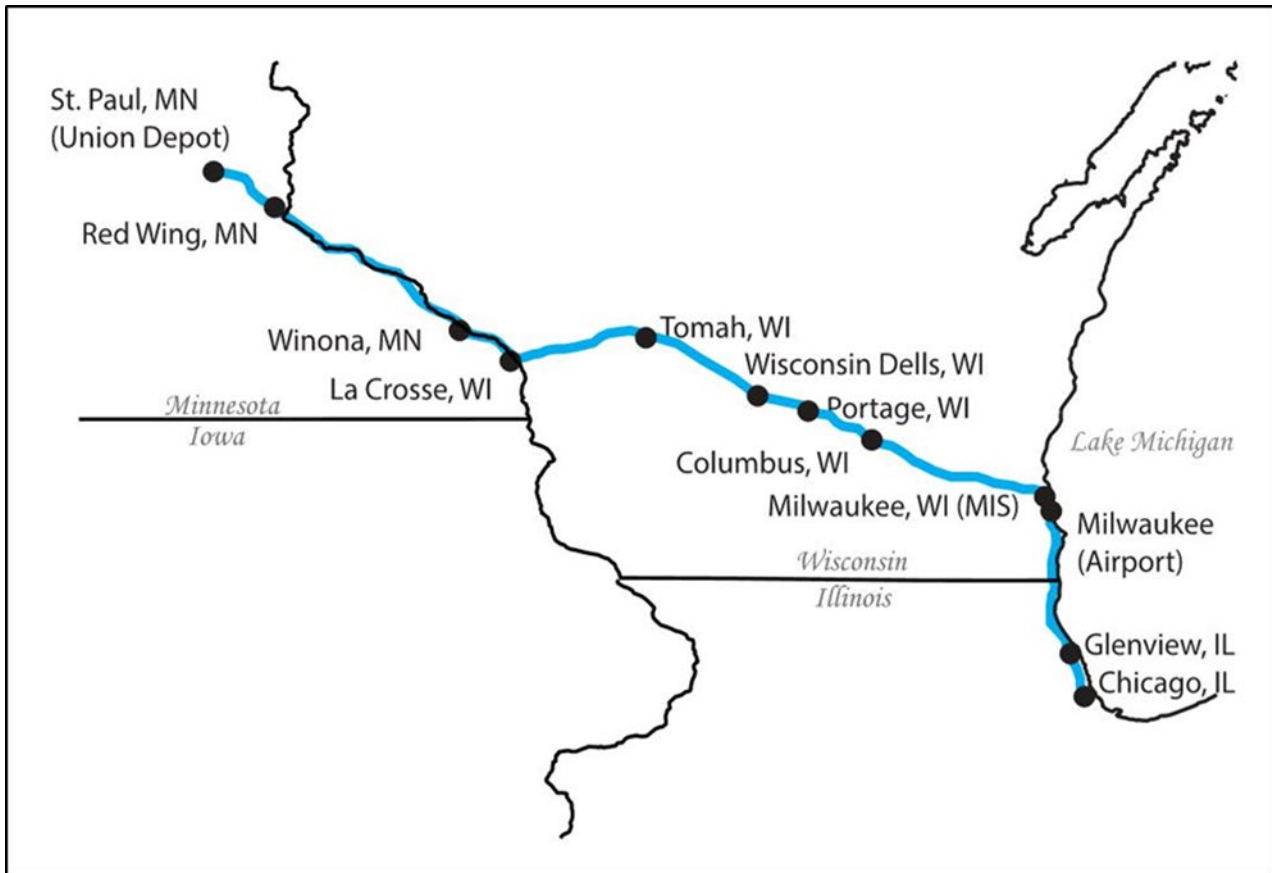 St. Paul, MN
(Union Depot)
Red Wing, MN
Winona, MN
La Crosse, WI
Minnesota
Iowa
Tomah, WI
Wisconsin Dells, WI
Portage, WI
Columbus, WI
Milwaukee, WI (MIS)
Lake Michigan
Milwaukee
(Airport)
Wisconsin
Illinois
Glenview, IL
Chicago, IL